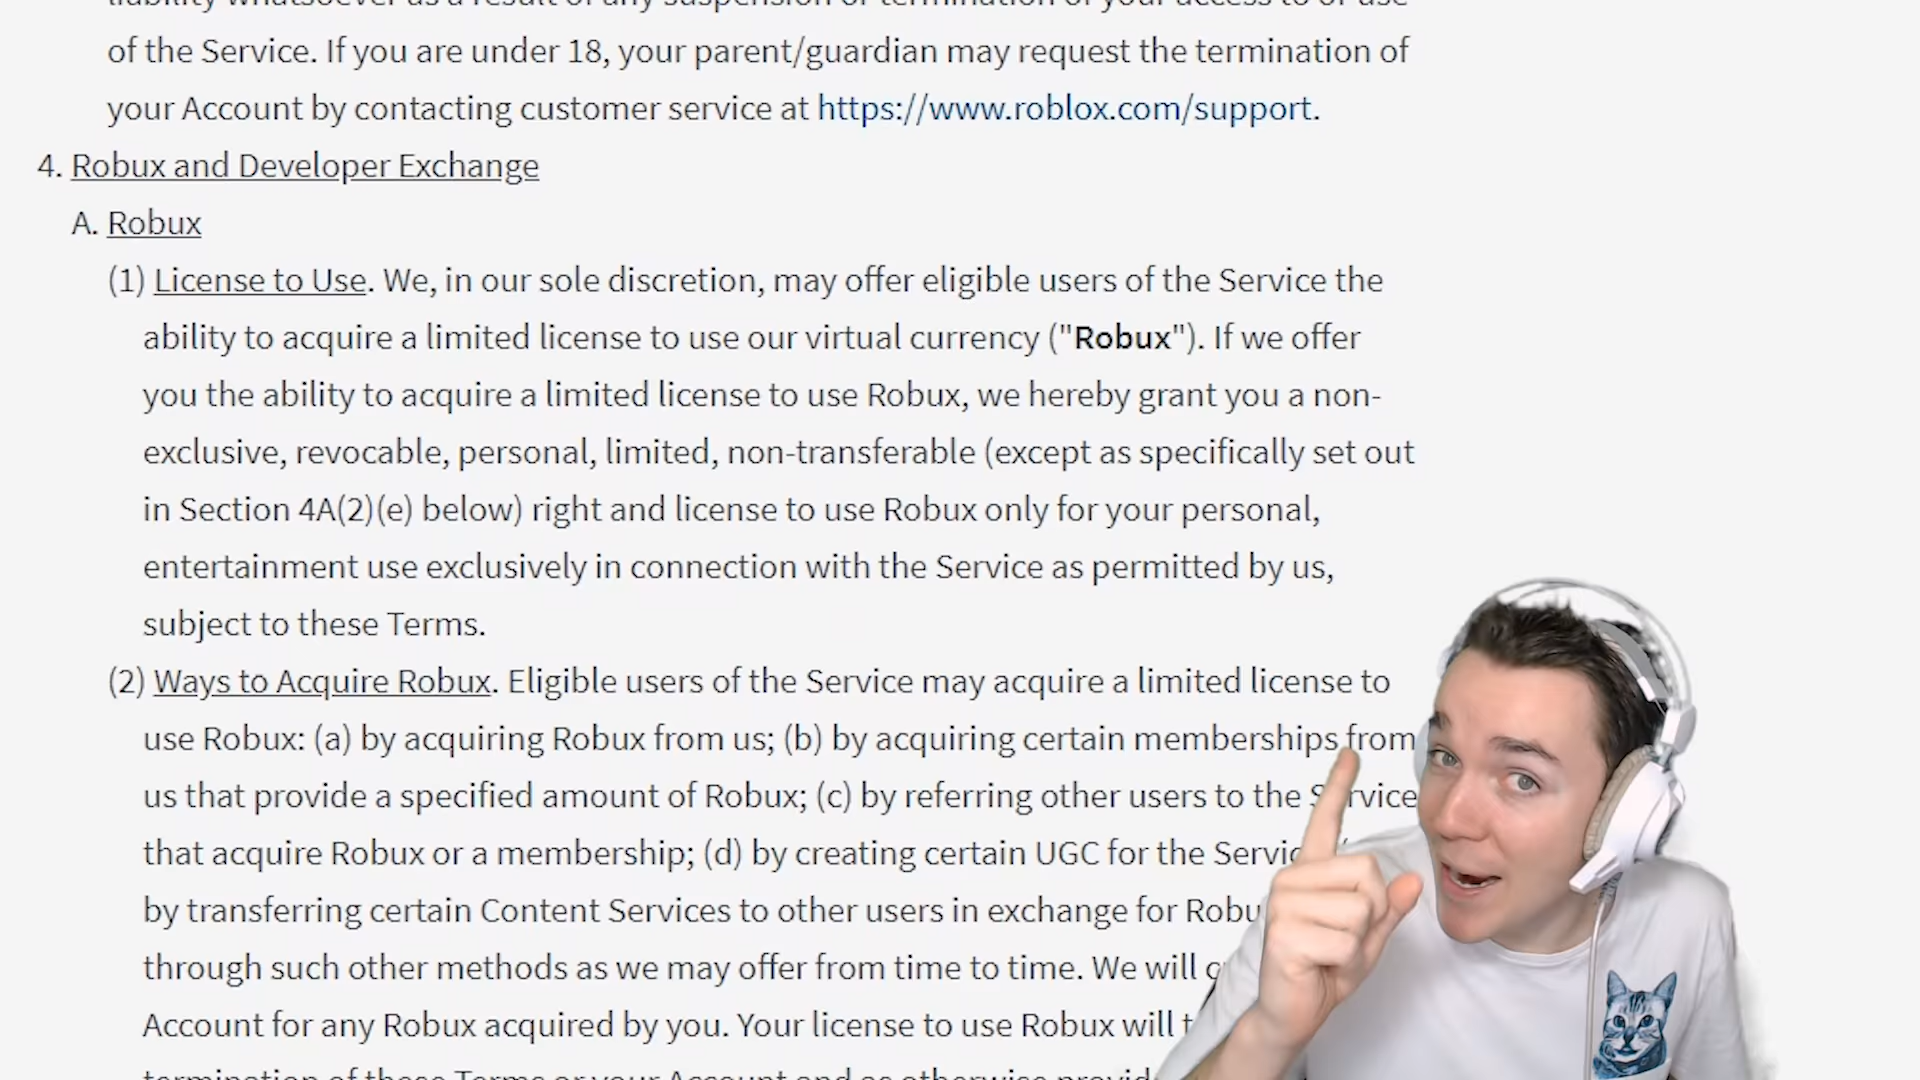 of the Service. If you are under 18, your parent/guardian may request the termination of
your Account by contacting customer service at https://www.roblox.com/support.
4. Robux and Developer Exchange
A. Robux
(1) License to Use. We, in our sole discretion, may offer eligible users of the Service the
ability to acquire a limited license to use our virtual currency ("Robux"). If we offer
you the ability to acquire a limited license to use Robux, we hereby grant you a non-
exclusive, revocable, personal, limited, non-transferable (except as specifically set out
in Section 4A(2)(e) below) right and license to use Robux only for your personal,
entertainment use exclusively in connection with the Service as permitted by us,
subject to these Terms.
(2) Ways to Acquire Robux. Eligible users of the Service may acquire a limited license to
use Robux: (a) by acquiring Robux from us; (b) by acquiring certain memberships from
us that provide a specified amount of Robux; (c) by referring other users to the Service
that acquire Robux or a membership; (d) by creating certain UGC for the
by transferring certain Content Services to other users in exchange for
through such other methods as we may offer from time to time. We will
Account for any Robux acquired by you. Your license to use Robux will